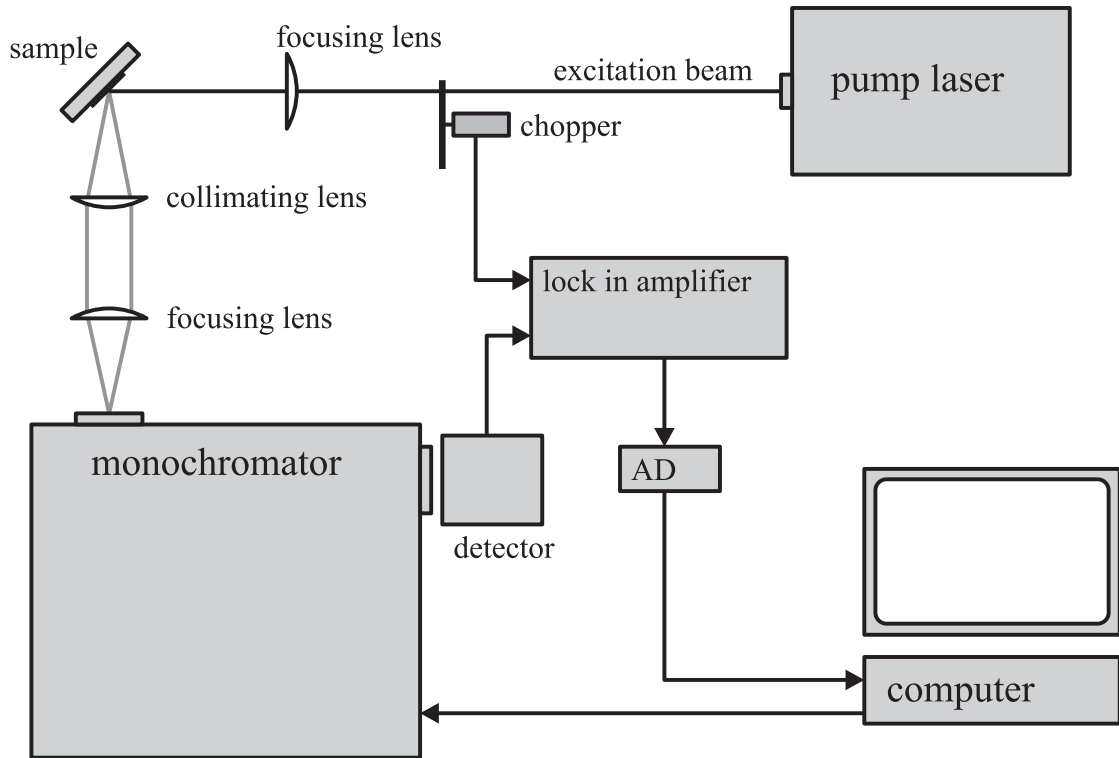 sample
focusing lens
excitation beam
pump laser
chopper
collimating lens
lock in amplifier
focusing lens
monochromator
AD
detector
computer